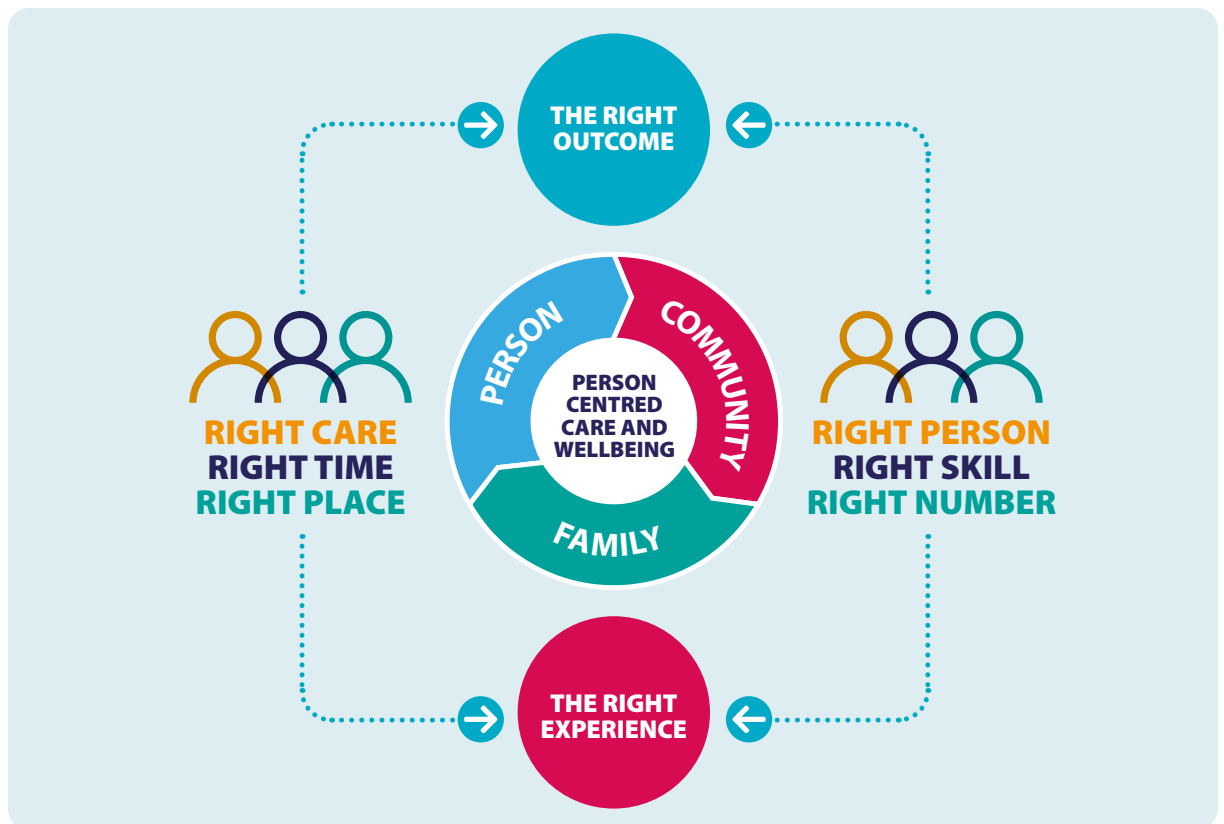 THE RIGHT
OUTCOME
PERSON
COMMUNITY
FAMILY
PERSON
CENTRED
CARE AND
WELLBEING
RIGHT CARE
RIGHT TIME
RIGHT PLACE
RIGHT PERSON
RIGHT SKILL
RIGHT NUMBER
THE RIGHT
EXPERIENCE